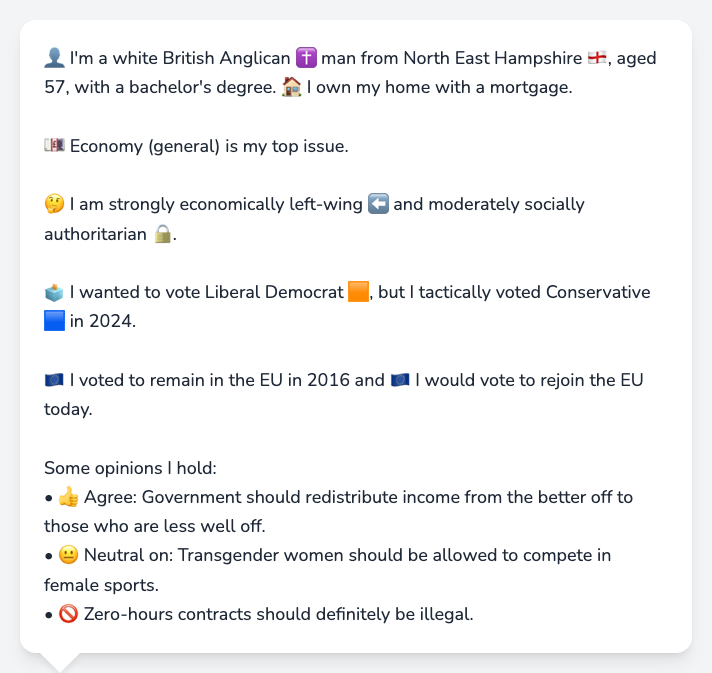 👤 I'm a white British Anglican ✝️ man from North East Hampshire 🏴󠁧󠁢󠁥󠁮󠁧󠁿, aged
57, with a bachelor's degree. 🏠 I own my home with a mortgage.
💷 Economy (general) is my top issue.
🤔 I am strongly economically left-wing ⬅️ and moderately socially
authoritarian 🔒.
🗳️ I wanted to vote Liberal Democrat 🟧, but I tactically voted Conservative
🟦 in 2024.
🇪🇺 I voted to remain in the EU in 2016 and 🇪🇺 I would vote to rejoin the EU
today.
Some opinions I hold:
• 👍 Agree: Government should redistribute income from the better off to
those who are less well off.
• 😐 Neutral on: Transgender women should be allowed to compete in
female sports.
• 🚫 Zero-hours contracts should definitely be illegal.